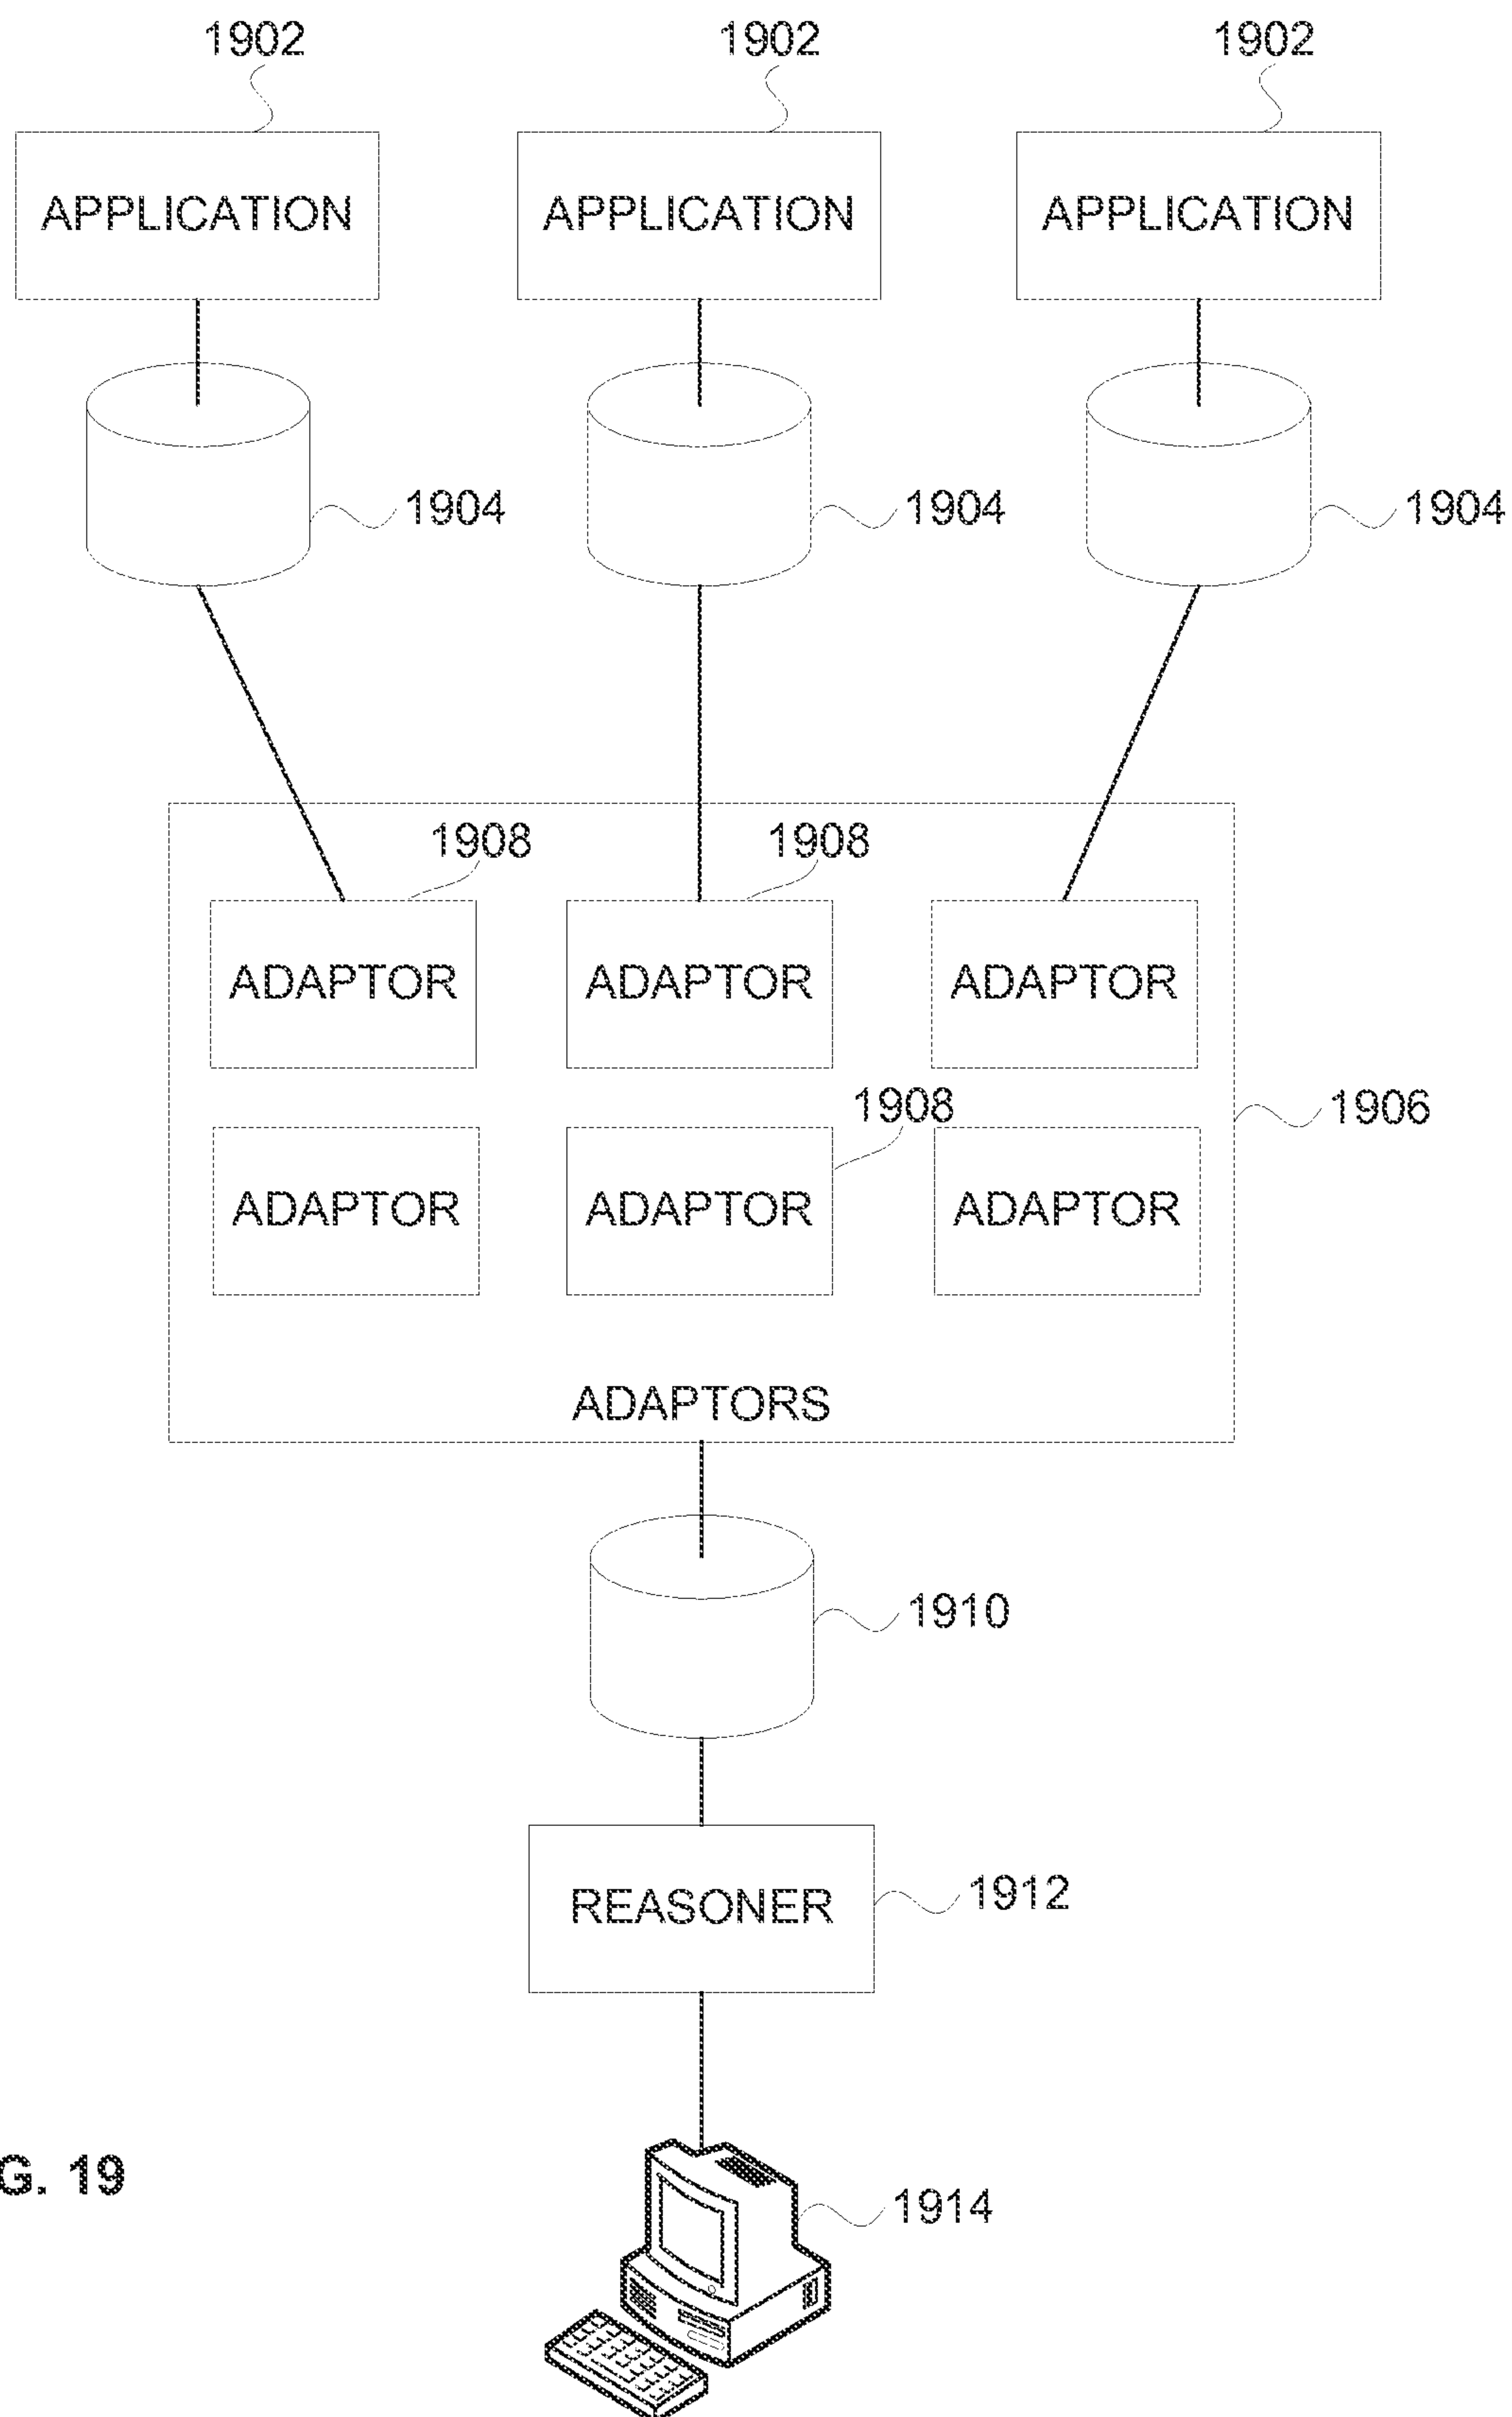 1902 1902 1902
APPLICATION APPLICATION APPLICATION
1904 1904 1904
1908 1908
ADAPTOR ADAPTOR ADAPTOR
1908
1906
ADAPTOR ADAPTOR ADAPTOR
ADAPTORS
1910
REASONER
1912
G. 19
1914